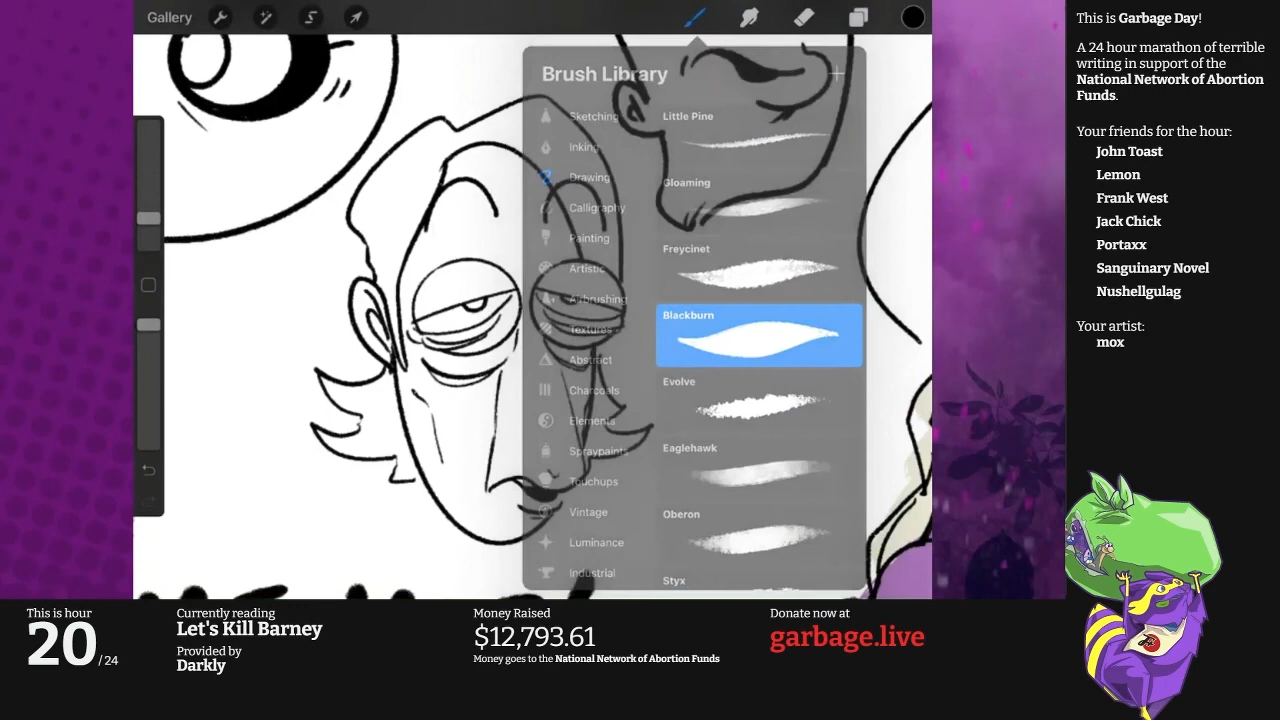 Gallery
Brush Library
Sketching
Inking
Drawing
Calligraphy
Painting
Artistic
Airbrushing
Textures
Abstract
Charcoals
Elements
Spraypaints
Touchups
Vintage
Luminance
Industrial
Little Pine
Gloaming
Freycinet
Blackburn
Evolve
Eaglehawk
Oberon
Styx
This is Garbage Day!
A 24 hour marathon of terrible
writing in support of the
National Network of Abortion
Funds.
Your friends for the hour:
John Toast
Lemon
Frank West
Jack Chick
Portaxx
Sanguinary Novel
Nushellgulag
Your artist:
mox
This is hour
20 / 24
Currently reading
Let's Kill Barney
Provided by
Darkly
Money Raised
$12,793.61
Money goes to the National Network of Abortion Funds
Donate now at
garbage.live